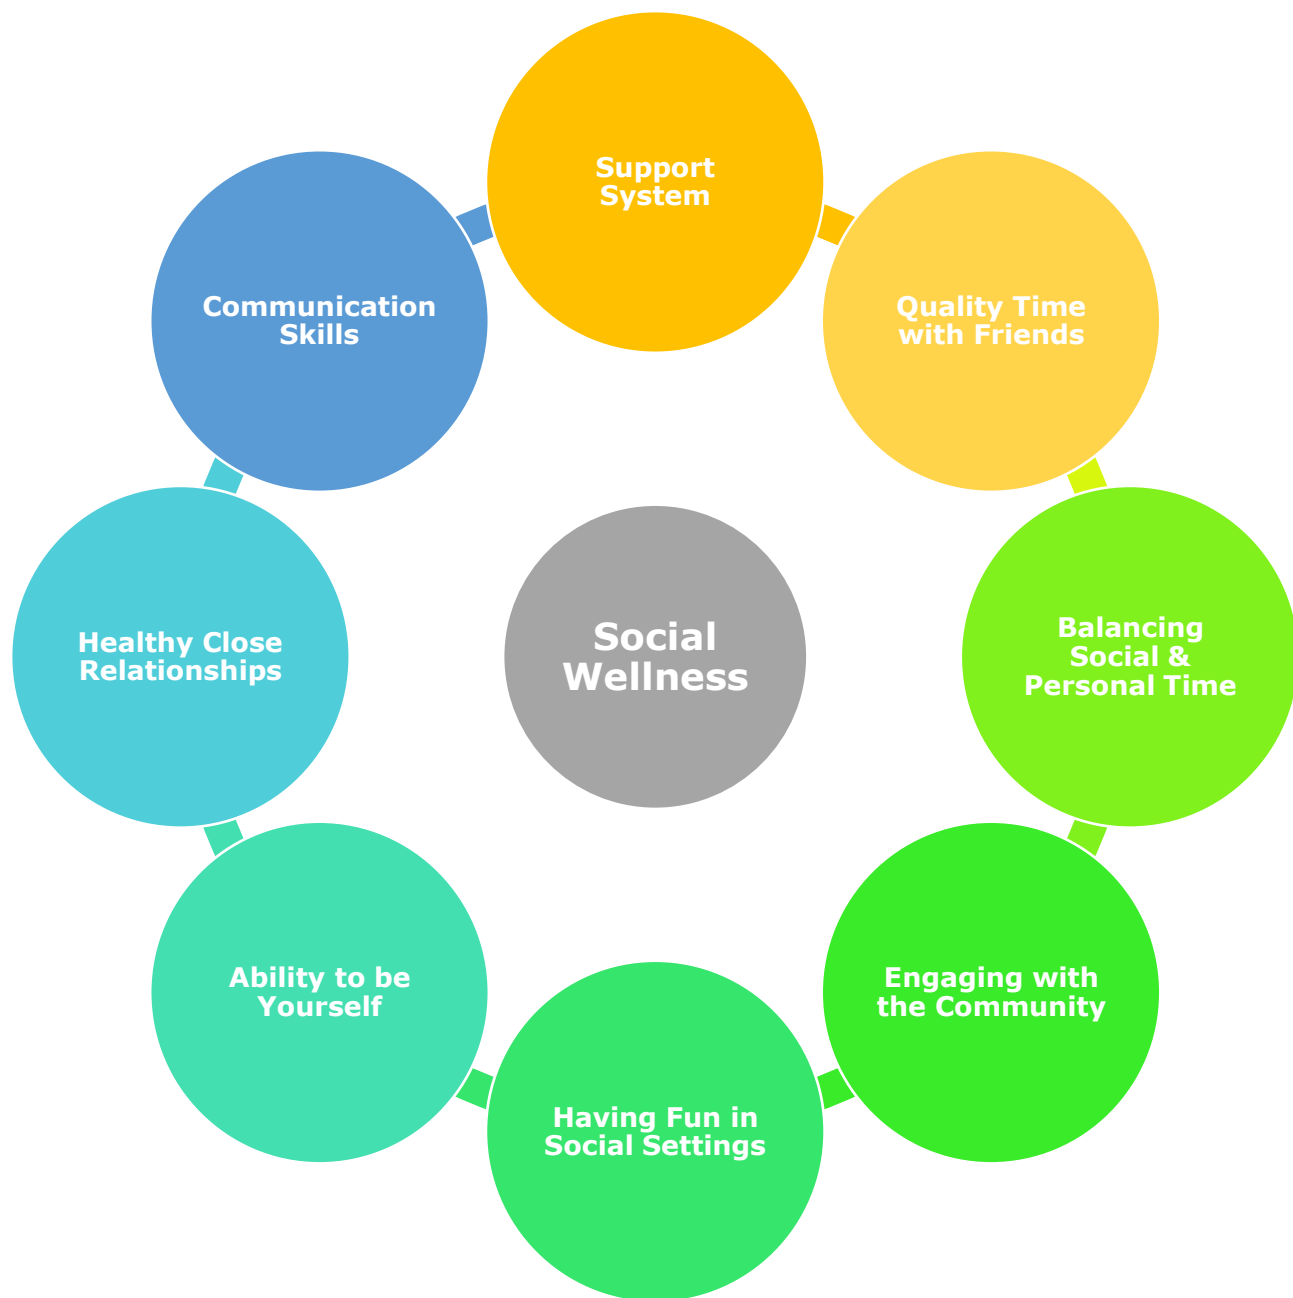 Support
System
Quality Time
with Friends
Balancing
Social &
Personal Time
Engaging with
the Community
Having Fun in
Social Settings
Ability to be
Yourself
Healthy Close
Relationships
Communication
Skills
Social
Wellness